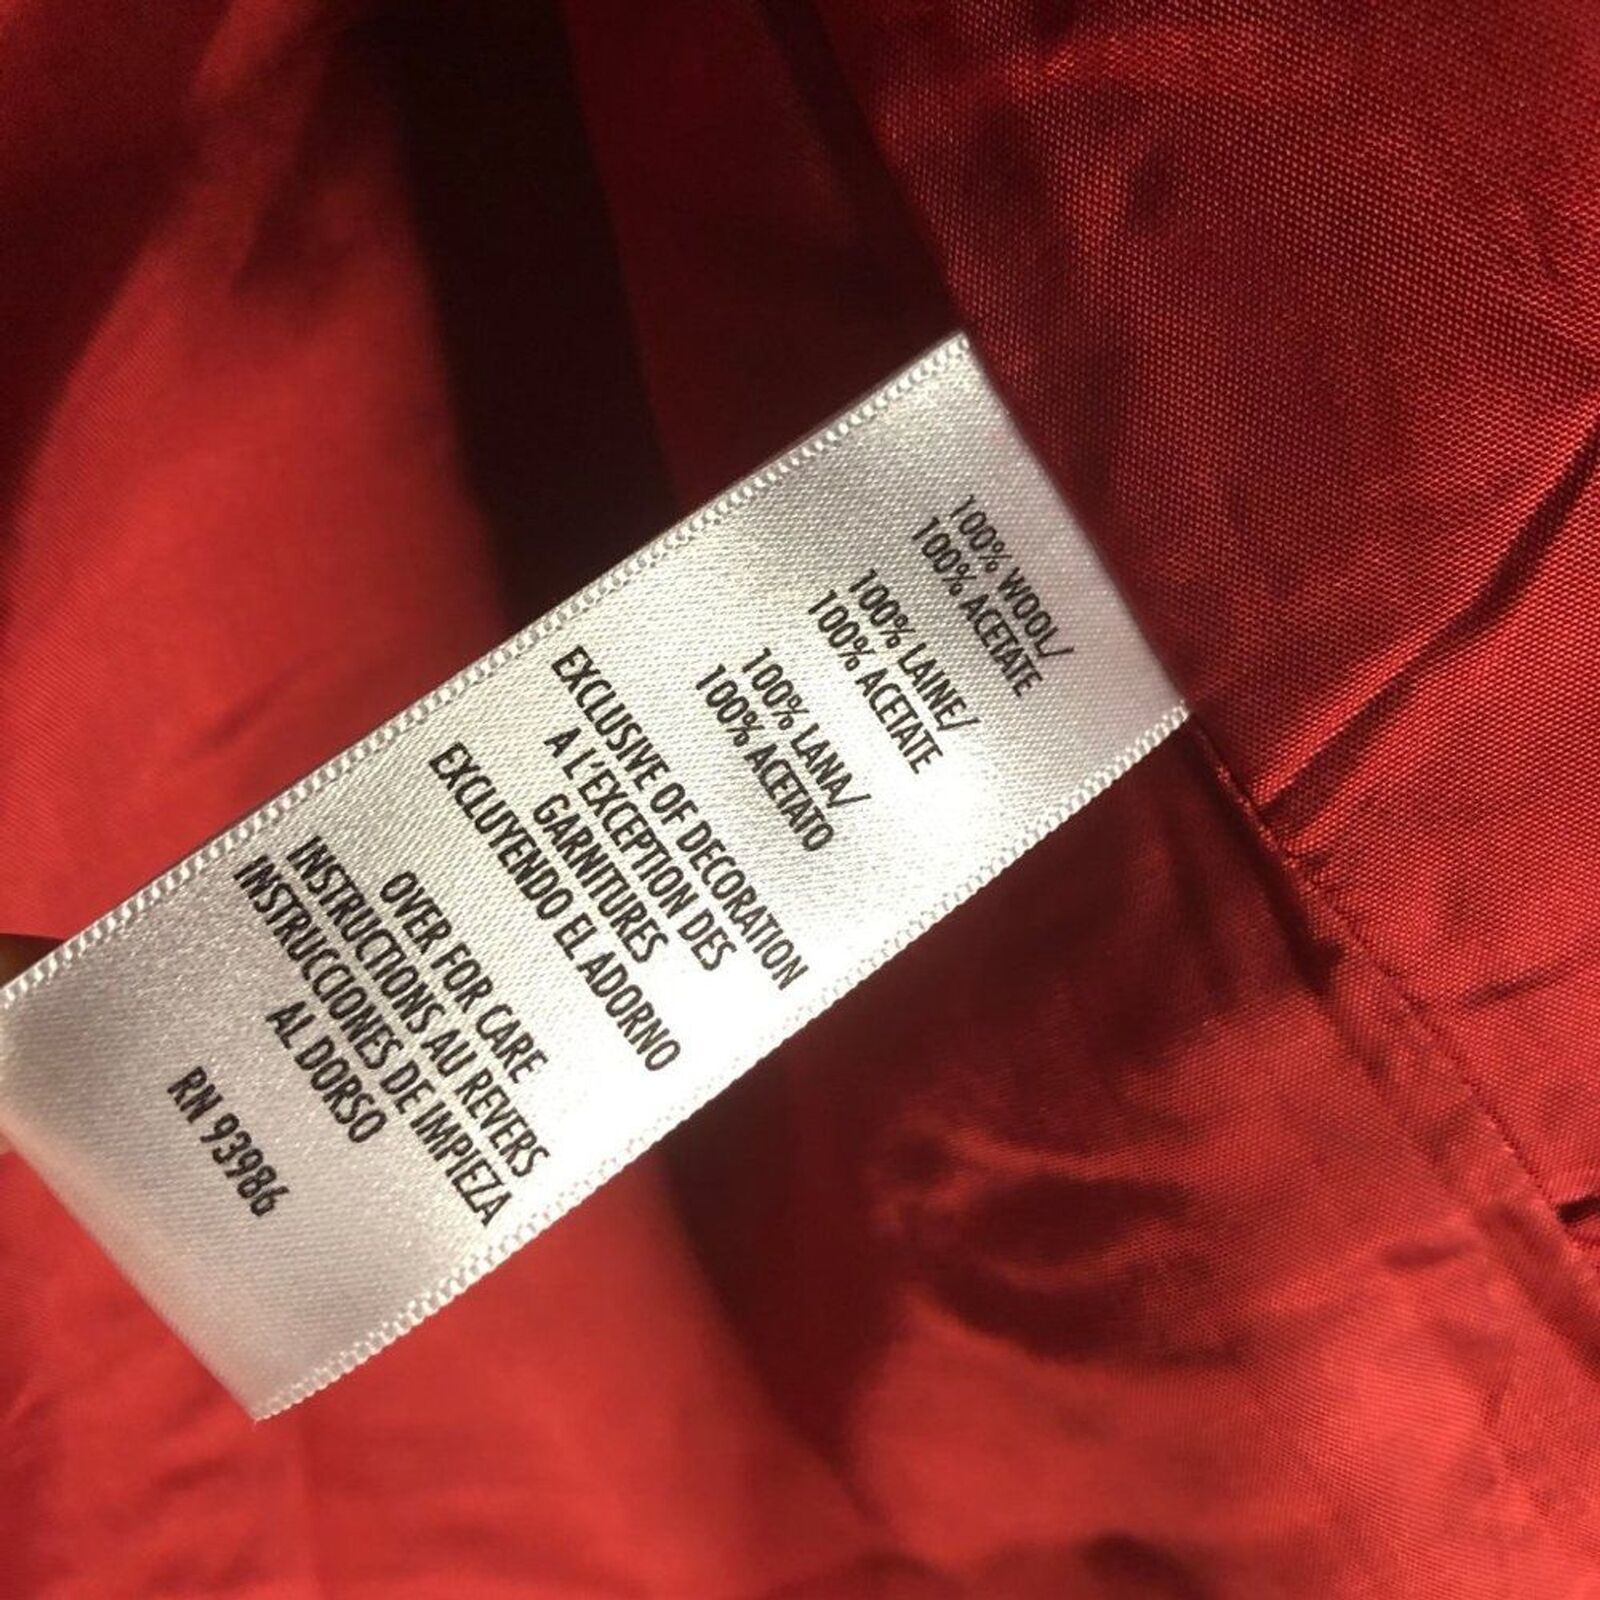 100% WOOL/
100% ACETATE
100% LAINE/
100% ACETATE
100% LANA/
100% ACETATO
EXCLUSIVE OF DECORATION
A L'EXCEPTION DES
GARNITURES
EXCLUYENDO EL ADORNO
OVER FOR CARE
INSTRUCTIONS AU REVERS
INSTRUCCIONES DE IMPIEZA
AL DORSO
RN 93986